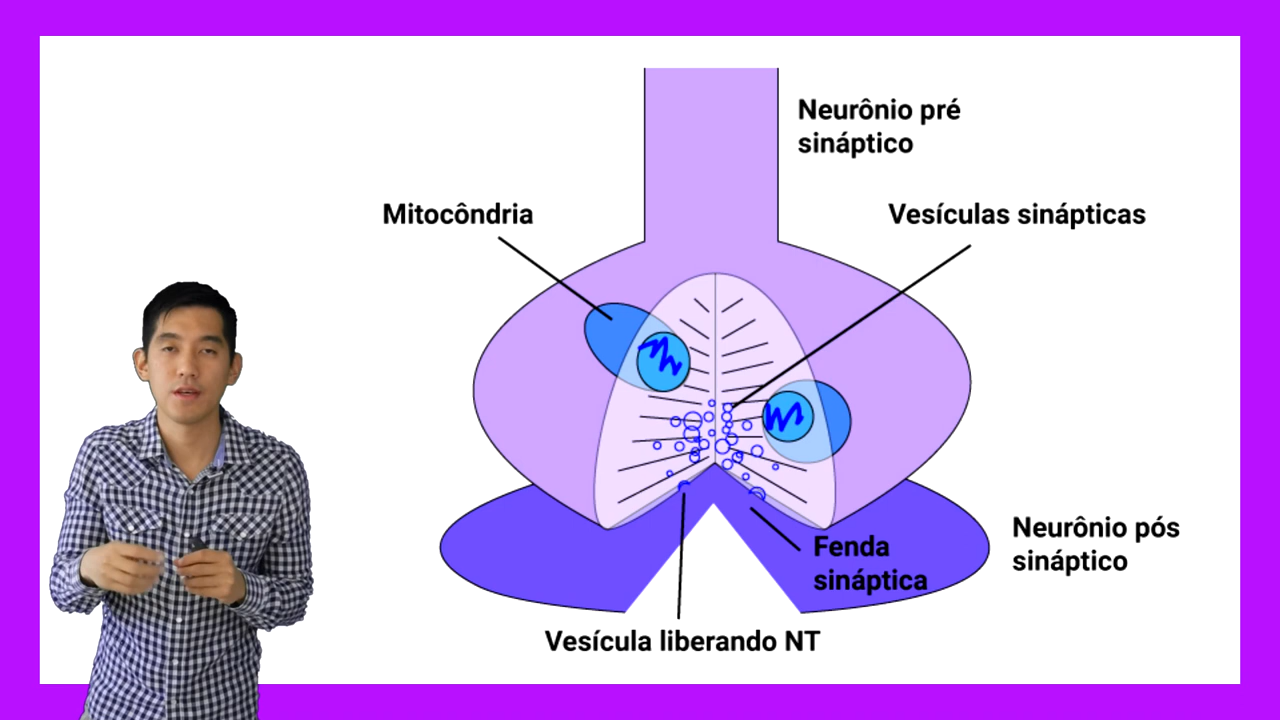 Neurônio pré
sináptico
Mitocôndria
Vesículas sinápticas
Neurônio pós
sináptico
Fenda
sináptica
Vesícula liberando NT